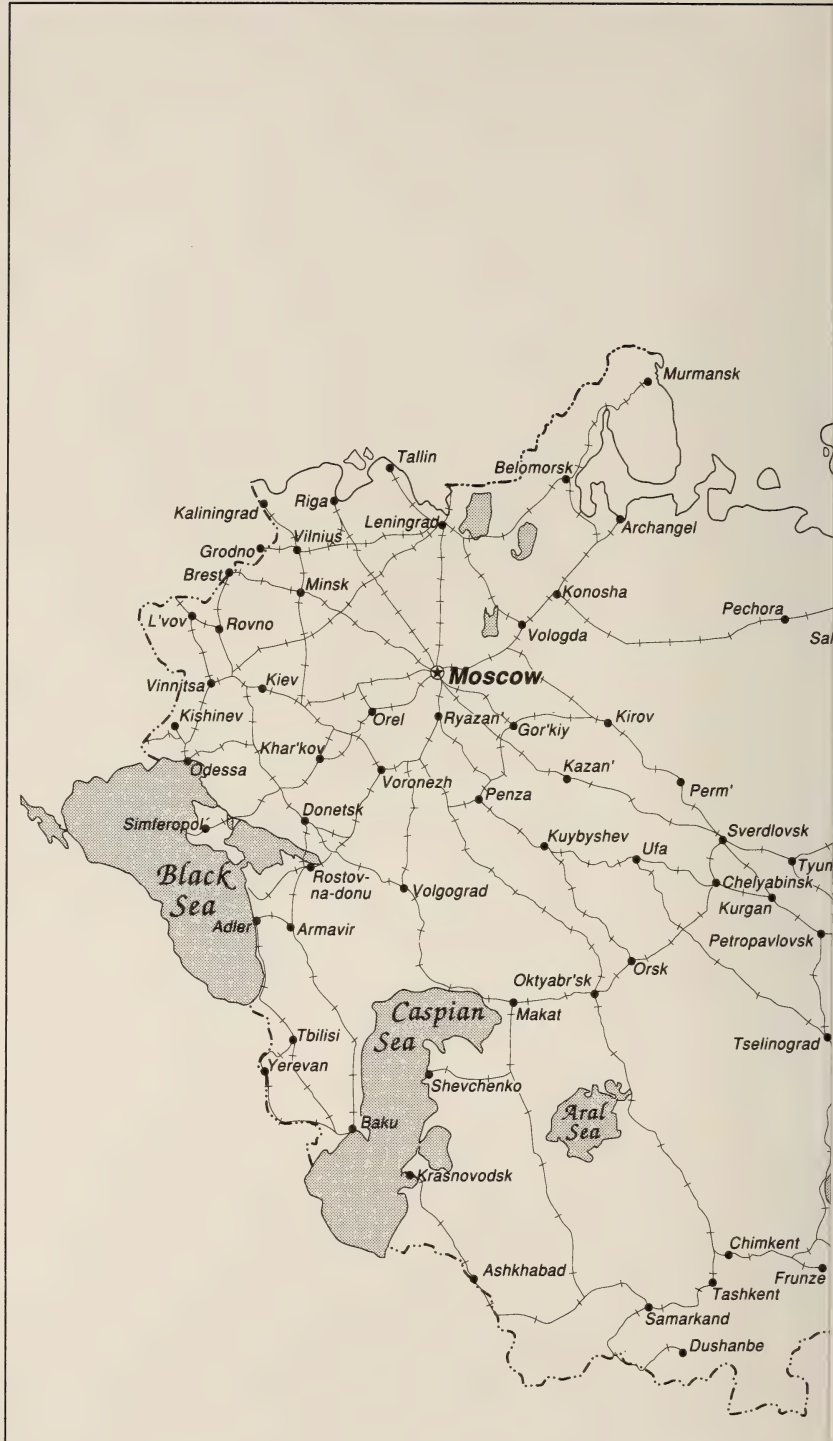 Murmansk
Tallin
Belomorsk
Kaliningrad
Riga
Leningrad
Archangel
Grodno
Vilnius
Brest
Minsk
Konosha
Pechora
L'vov
Rovno
Vologda
Sal
Moscow
Vinnitsa
Kiev
Kishinev
Orel
Ryazan'
Gor'kiy
Kirov
Khar'kov
Odessa
Voronezh
Kazan'
Perm'
Penza
Simferopol'
Donetsk
Kuybyshev
Ufa
Sverdlovsk
Tyum
Black
Sea
Rostov-
na-donu
Volgograd
Chelyabinsk
Kurgan
Adler
Armavir
Petropavlovsk
Orsk
Oktyabr'sk
Caspian
Sea
Makat
Tbilisi
Tselinograd
Yerevan
Shevchenko
Aral
Sea
Baku
Krasnovodsk
Chimkent
Ashkhabad
Frunze
Tashkent
Samarkand
Dushanbe